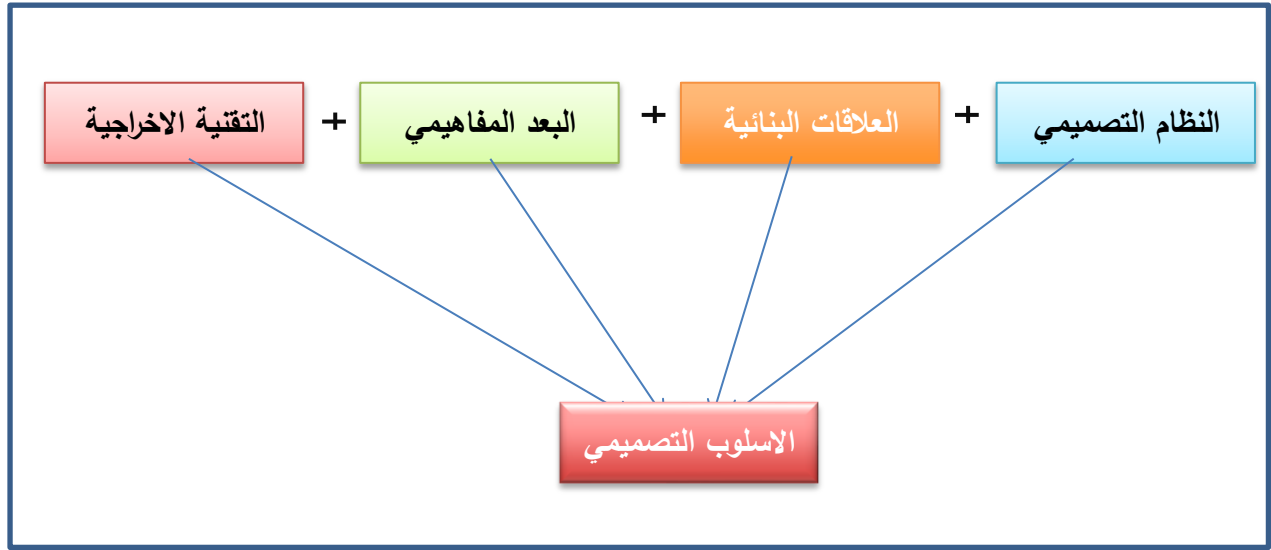 النظام التصميمي + العلاقات البنائية + البعد المفاهيمي + التقنية الاخراجية
الاسلوب التصميمي